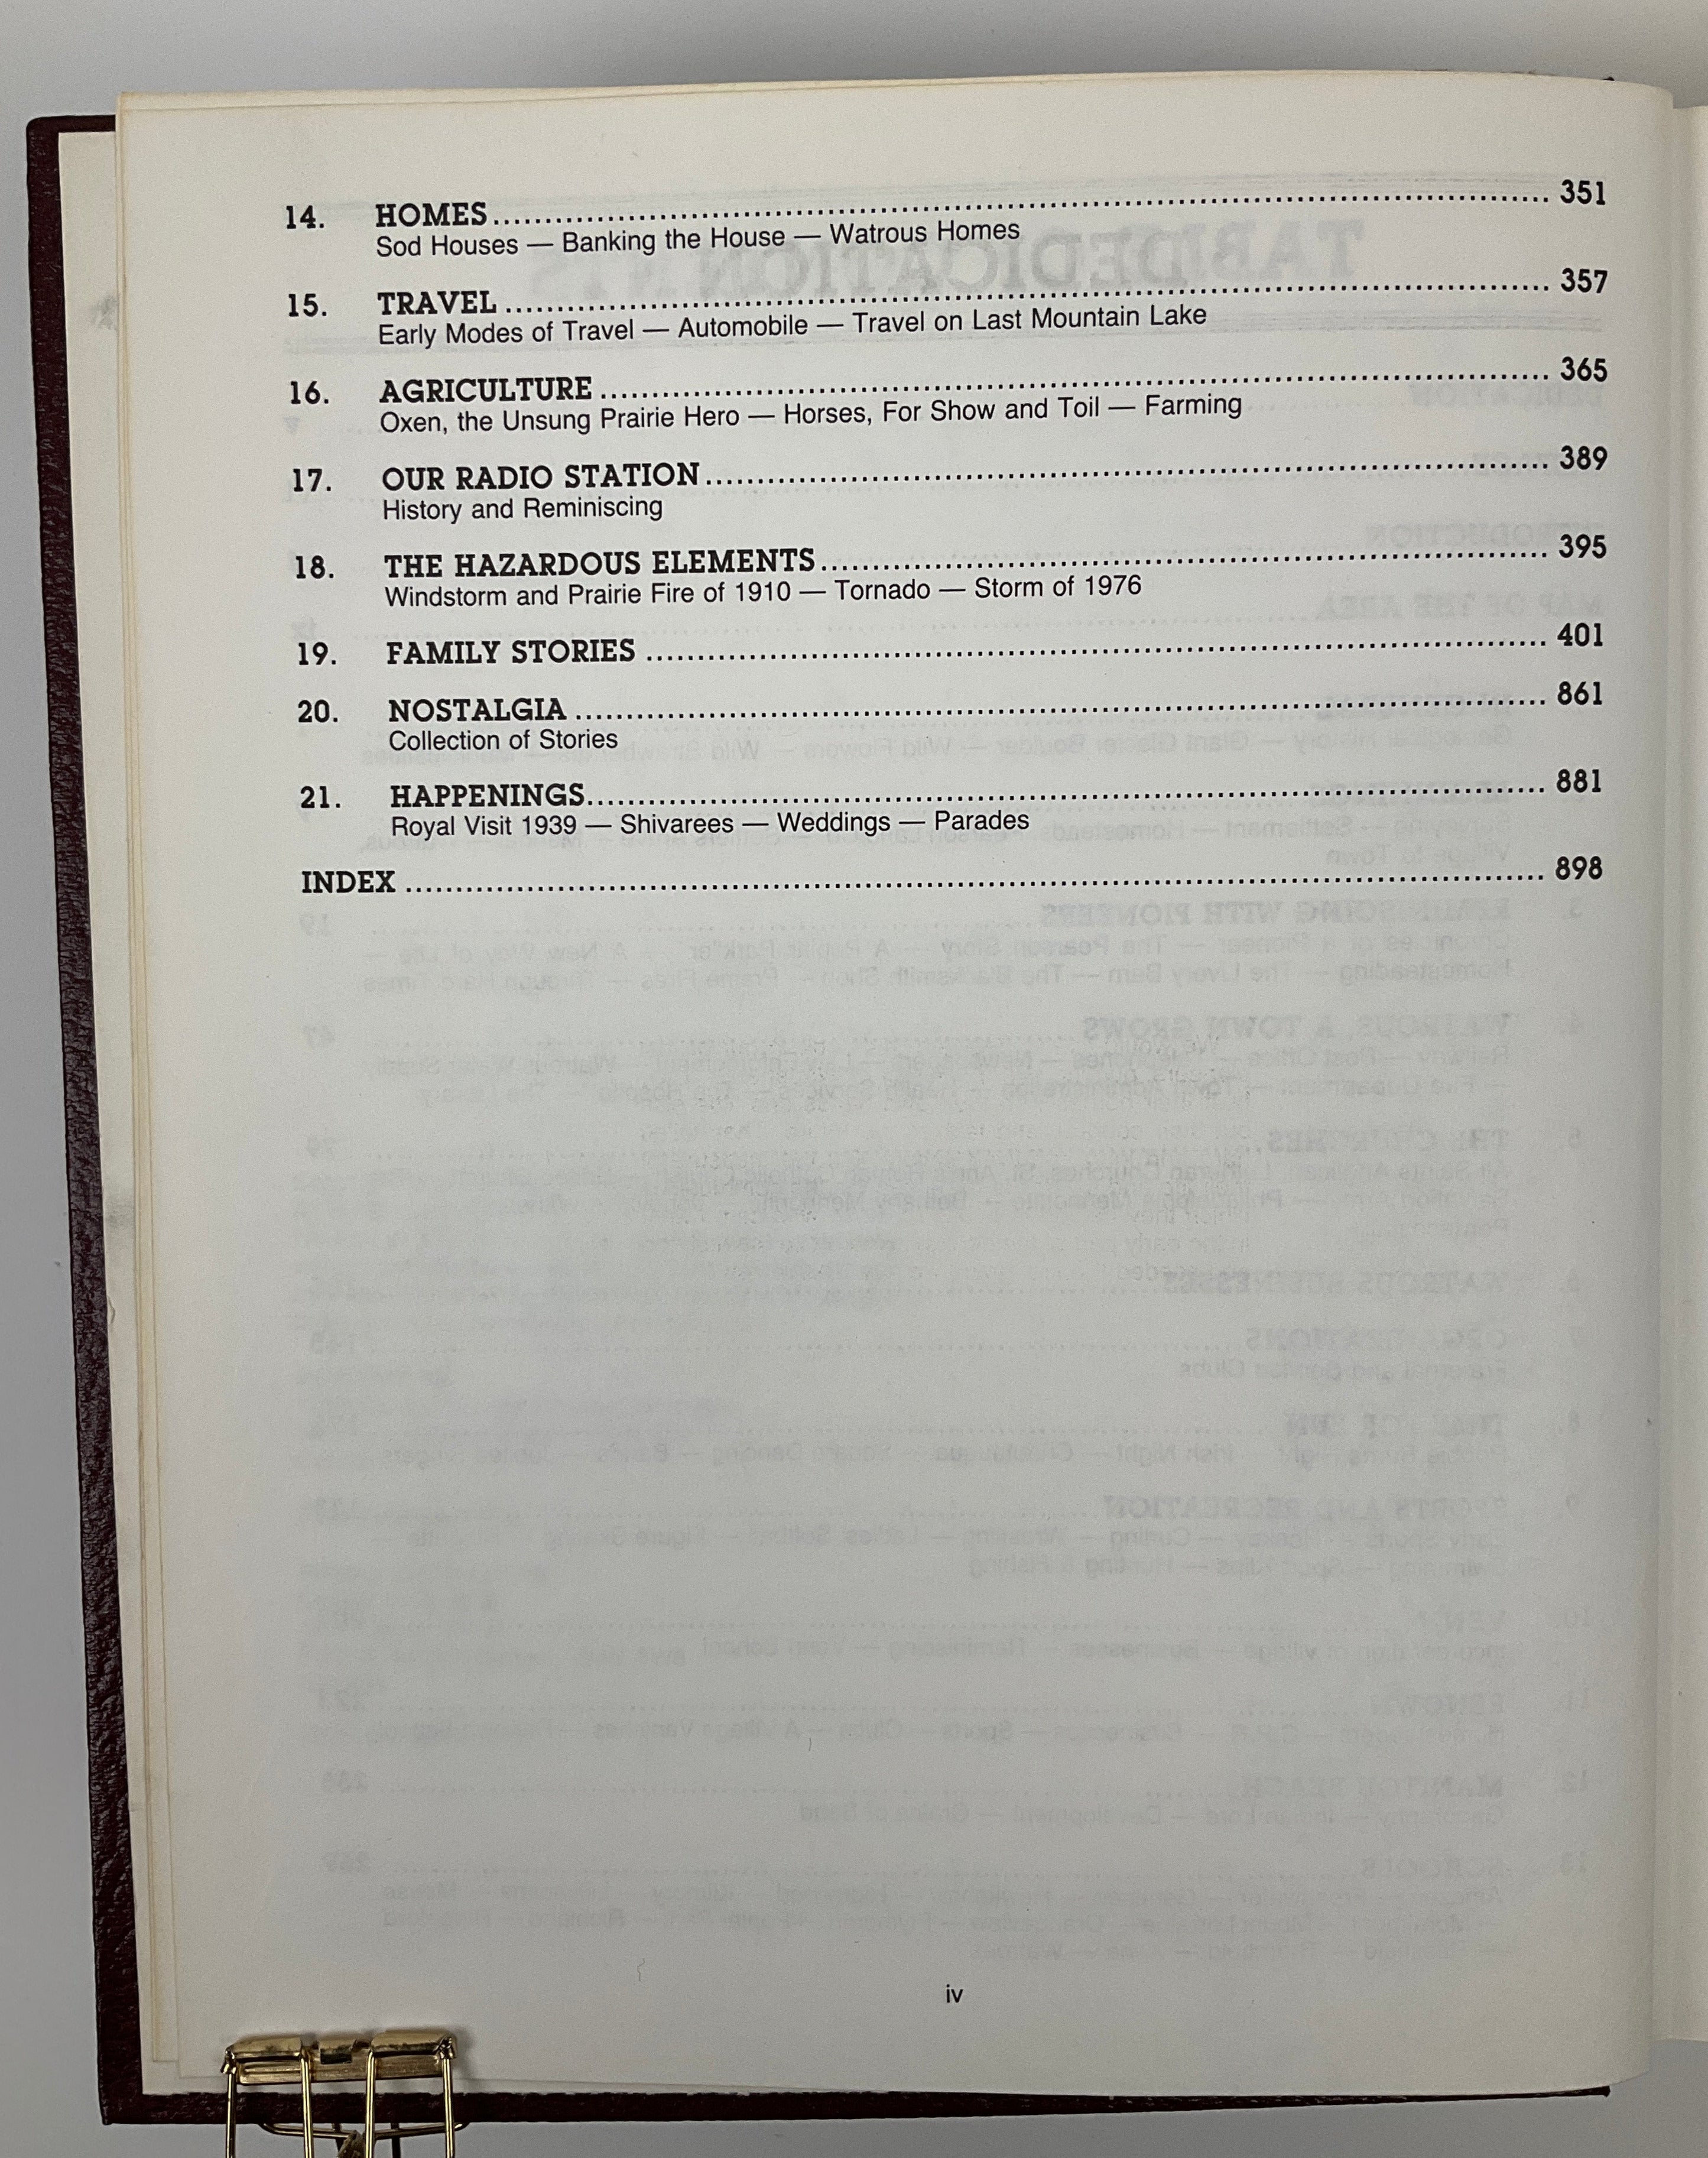 14. HOMES 351
Sod Houses — Banking the House — Watrous Homes
15. TRAVEL 357
Early Modes of Travel — Automobile — Travel on Last Mountain Lake
16. AGRICULTURE 365
Oxen, the Unsung Prairie Hero — Horses, For Show and Toil — Farming
17. OUR RADIO STATION 389
History and Reminiscing
18. THE HAZARDOUS ELEMENTS 395
Windstorm and Prairie Fire of 1910 — Tornado — Storm of 1976
19. FAMILY STORIES 401
20. NOSTALGIA 861
Collection of Stories
21. HAPPENINGS 881
Royal Visit 1939 — Shivarees — Weddings — Parades
INDEX 898
iv